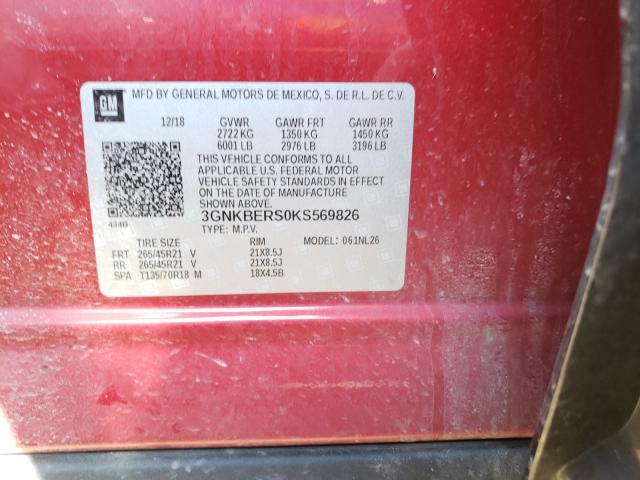 GM MFD BY GENERAL MOTORS DE MEXICO, S. DE R.L. DE C.V.
12/18 GVWR GAWR FRT GAWR RR
2722 KG 1350 KG 1450 KG
6001 LB 2976 LB 3196 LB
THIS VEHICLE CONFORMS TO ALL
APPLICABLE U.S. FEDERAL MOTOR
VEHICLE SAFETY STANDARDS IN EFFECT
ON THE DATE OF MANUFACTURE
SHOWN ABOVE.
3GNKBERS0KS569826
TYPE: M.P.V.
TIRE SIZE RIM MODEL: 061NL26
FRT 265/45R21 V 21X8.5J
RR 265/45R21 V 21X8.5J
SPA T135/70R18 M 18X4.5B